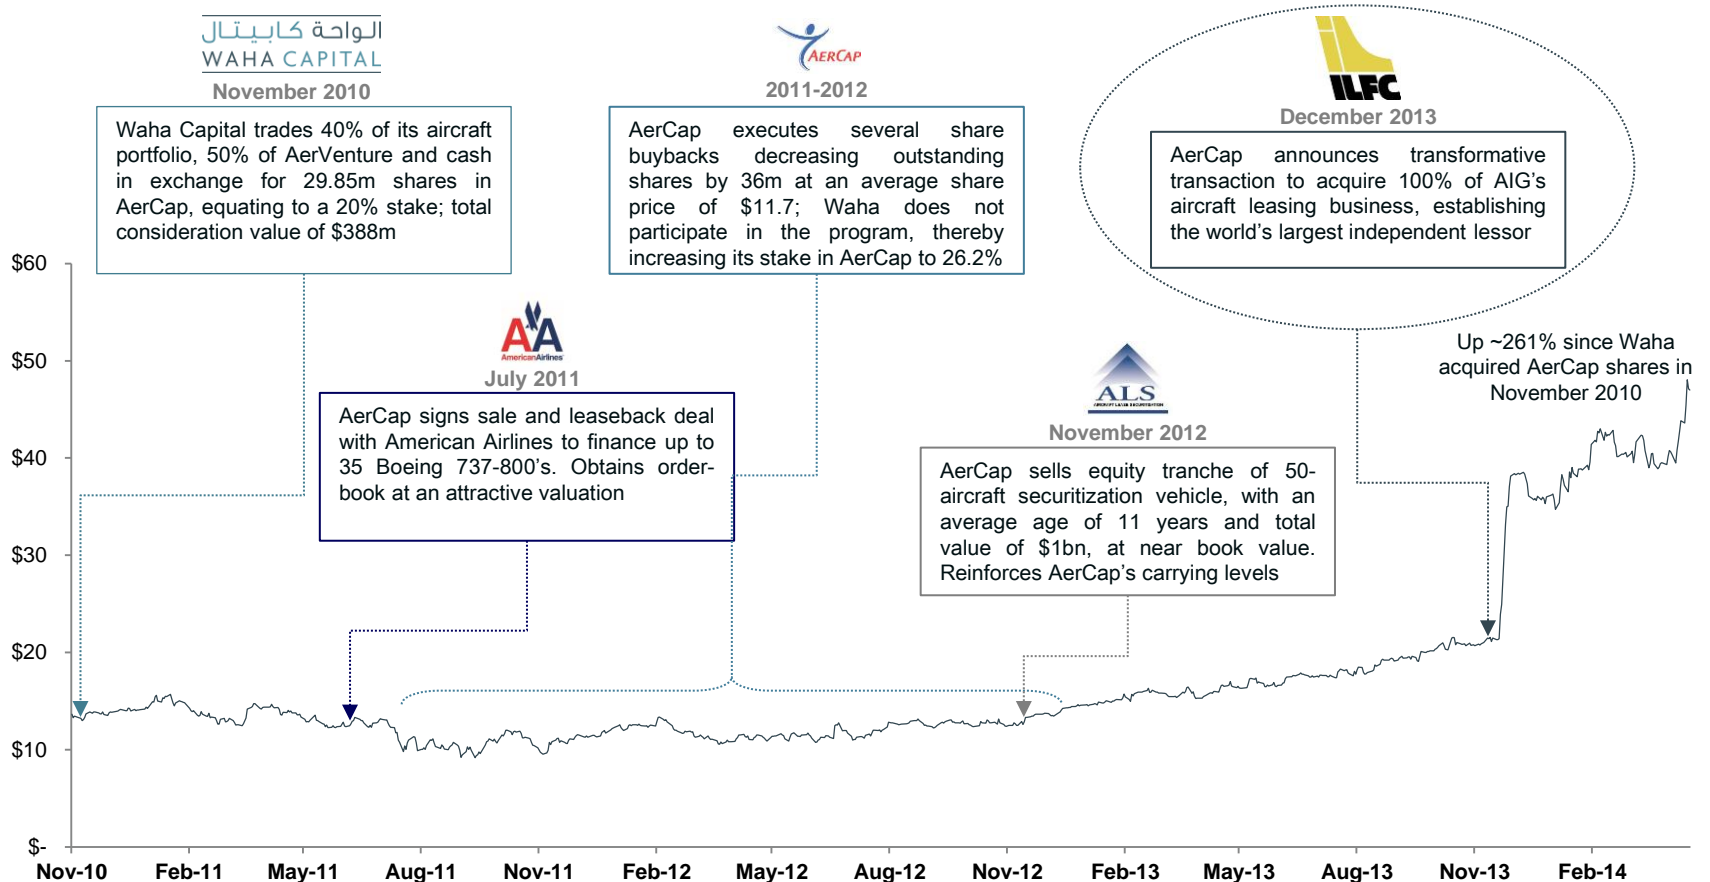 الواحة كابيتال
WAHA CAPITAL
November 2010
Waha Capital trades 40% of its aircraft
portfolio, 50% of AerVenture and cash
in exchange for 29.85m shares in
AerCap, equating to a 20% stake; total
consideration value of $388m
AERCAP
2011-2012
AerCap executes several share
buybacks decreasing outstanding
shares by 36m at an average share
price of $11.7; Waha does not
participate in the program, thereby
increasing its stake in AerCap to 26.2%
ILFC
December 2013
AerCap announces transformative
transaction to acquire 100% of AIG’s
aircraft leasing business, establishing
the world’s largest independent lessor
AA
AmericanAirlines
July 2011
AerCap signs sale and leaseback deal
with American Airlines to finance up to
35 Boeing 737-800’s. Obtains order-
book at an attractive valuation
ALS
AIRCRAFT LEASE SECURITISATION
November 2012
AerCap sells equity tranche of 50-
aircraft securitization vehicle, with an
average age of 11 years and total
value of $1bn, at near book value.
Reinforces AerCap’s carrying levels
Up ~261% since Waha
acquired AerCap shares in
November 2010
$60
$50
$40
$30
$20
$10
$-
Nov-10 Feb-11 May-11 Aug-11 Nov-11 Feb-12 May-12 Aug-12 Nov-12 Feb-13 May-13 Aug-13 Nov-13 Feb-14